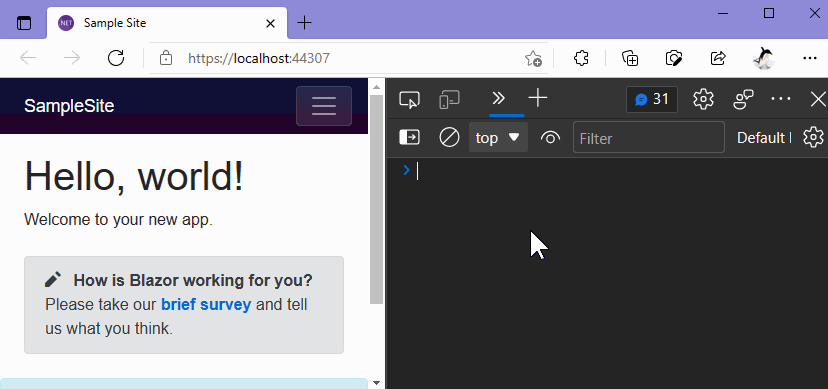 NET
Sample Site
https://localhost:44307
SampleSite
Hello, world!
Welcome to your new app.
How is Blazor working for you?
Please take our brief survey and tell
us what you think.
31
top
Filter
Default